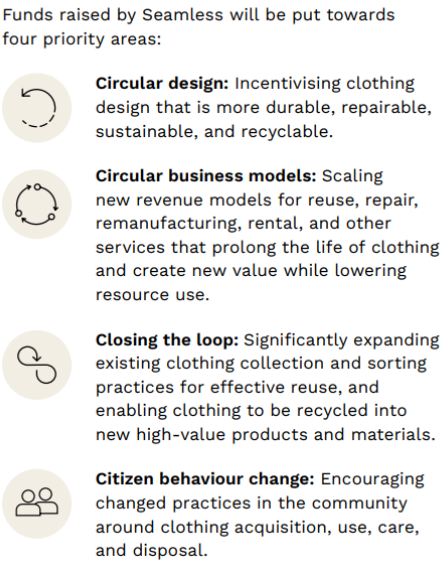 Funds raised by Seamless will be put towards
four priority areas:
Circular design: Incentivising clothing
design that is more durable, repairable,
sustainable, and recyclable.
Circular business models: Scaling
new revenue models for reuse, repair,
remanufacturing, rental, and other
services that prolong the life of clothing
and create new value while lowering
resource use.
Closing the loop: Significantly expanding
existing clothing collection and sorting
practices for effective reuse, and
enabling clothing to be recycled into
new high-value products and materials.
Citizen behaviour change: Encouraging
changed practices in the community
around clothing acquisition, use, care,
and disposal.